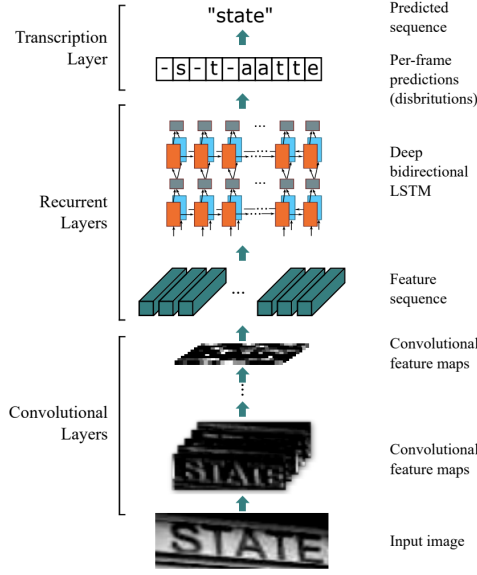 "state"
Predicted
sequence
Transcription
Layer
-s-t-aatte
Per-frame
predictions
(disbritutions)
Deep
bidirectional
LSTM
Recurrent
Layers
...
Feature
sequence
Convolutional
feature maps
Convolutional
Layers
STATE
Convolutional
feature maps
STATE
Input image